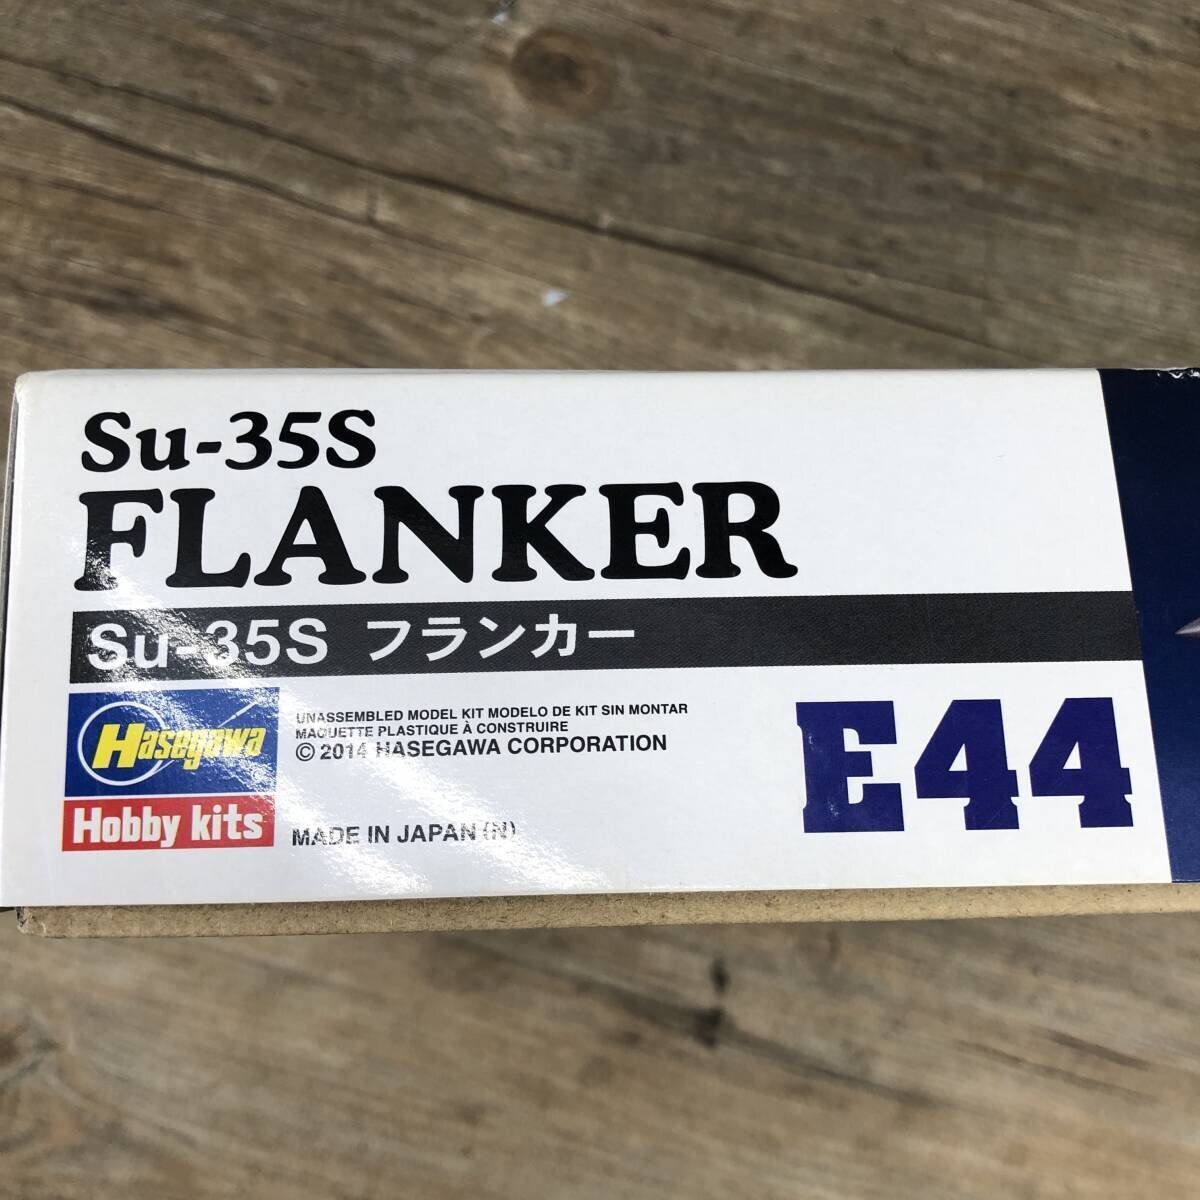 Su-35S
FLANKER
Su-35S フランカー
Hasegawa
Hobby kits
UNASSEMBLED MODEL KIT MODELO DE KIT SIN MONTAR
MAQUETTE PLASTIQUE À CONSTRUIRE
© 2014 HASEGAWA CORPORATION
MADE IN JAPAN (N)
E44